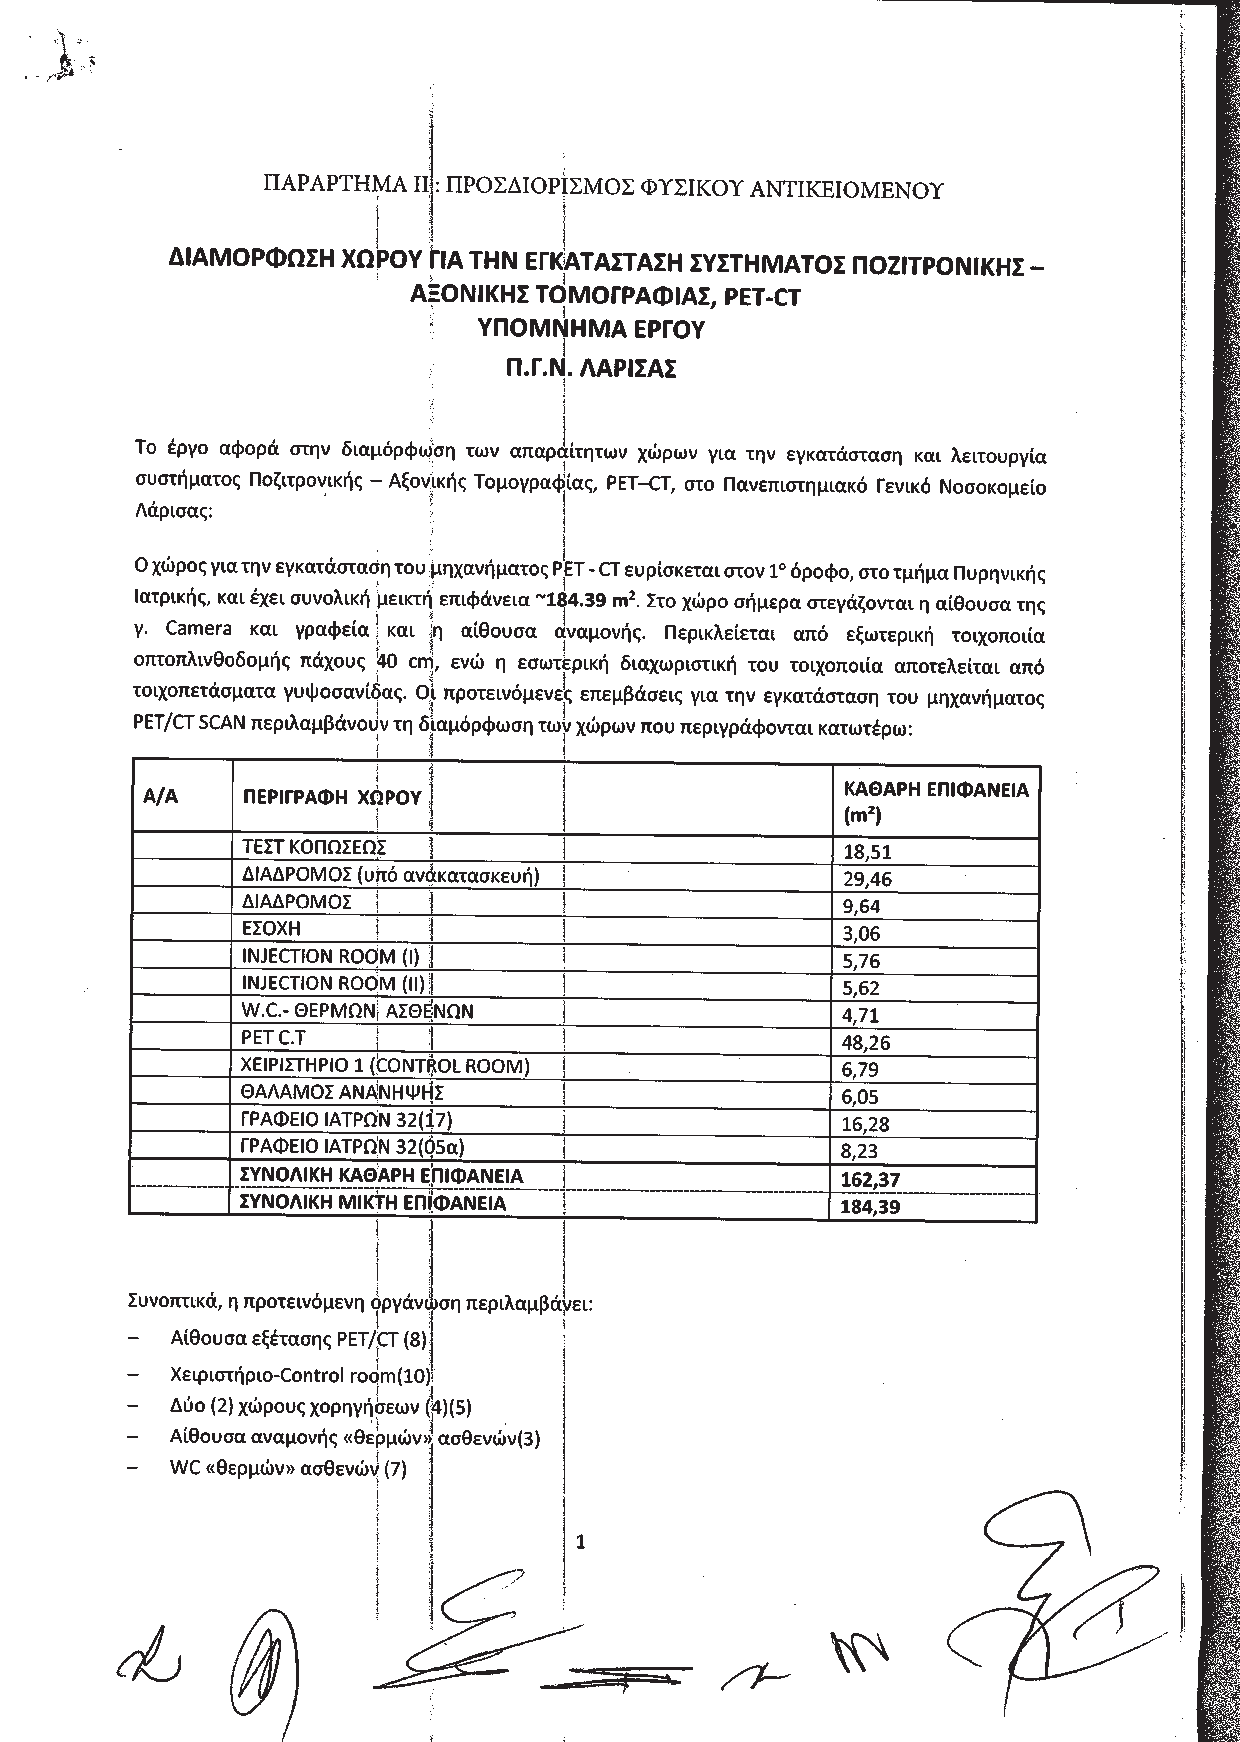 ΠΑΡΑΡΤΗΜΑ ΙΙ: ΠΡΟΣΔΙΟΡΙΣΜΟΣ ΦΥΣΙΚΟΥ ΑΝΤΙΚΕΙΟΜΕΝΟΥ
ΔΙΑΜΟΡΦΩΣΗ ΧΩΡΟΥ ΓΙΑ ΤΗΝ ΕΓΚΑΤΑΣΤΑΣΗ ΣΥΣΤΗΜΑΤΟΣ ΠΟΖΙΤΡΟΝΙΚΗΣ –
ΑΞΟΝΙΚΗΣ ΤΟΜΟΓΡΑΦΙΑΣ, PET-CT
ΥΠΟΜΝΗΜΑ ΕΡΓΟΥ
Π.Γ.Ν. ΛΑΡΙΣΑΣ
Το έργο αφορά στην διαμόρφωση των απαραίτητων χώρων για την εγκατάσταση και λειτουργία
συστήματος Ποζιτρονικής – Αξονικής Τομογραφίας, PET–CT, στο Πανεπιστημιακό Γενικό Νοσοκομείο
Λάρισας:
Ο χώρος για την εγκατάσταση του μηχανήματος PET - CT ευρίσκεται στον 1° όροφο, στο τμήμα Πυρηνικής
Ιατρικής, και έχει συνολική μεικτή επιφάνεια ~184.39 m². Στο χώρο σήμερα στεγάζονται η αίθουσα της
γ. Camera και γραφεία και η αίθουσα αναμονής. Περικλείεται από εξωτερική τοιχοποιία
οπτοπλινθοδομής πάχους 40 cm, ενώ η εσωτερική διαχωριστική του τοιχοποιία αποτελείται από
τοιχοπετάσματα γυψοσανίδας. Οι προτεινόμενες επεμβάσεις για την εγκατάσταση του μηχανήματος
PET/CT SCAN περιλαμβάνουν τη διαμόρφωση των χώρων που περιγράφονται κατωτέρω:
Α/Α ΠΕΡΙΓΡΑΦΗ ΧΩΡΟΥ ΚΑΘΑΡΗ ΕΠΙΦΑΝΕΙΑ
(m²)
ΤΕΣΤ ΚΟΠΩΣΕΩΣ 18,51
ΔΙΑΔΡΟΜΟΣ (υπό ανακατασκευή) 29,46
ΔΙΑΔΡΟΜΟΣ 9,64
ΕΣΟΧΗ 3,06
INJECTION ROOM (I) 5,76
INJECTION ROOM (II) 5,62
W.C.- ΘΕΡΜΩΝ ΑΣΘΕΝΩΝ 4,71
PET C.T 48,26
ΧΕΙΡΙΣΤΗΡΙΟ 1 (CONTROL ROOM) 6,79
ΘΑΛΑΜΟΣ ΑΝΑΝΗΨΗΣ 6,05
ΓΡΑΦΕΙΟ ΙΑΤΡΩΝ 32(17) 16,28
ΓΡΑΦΕΙΟ ΙΑΤΡΩΝ 32(05α) 8,23
ΣΥΝΟΛΙΚΗ ΚΑΘΑΡΗ ΕΠΙΦΑΝΕΙΑ 162,37
ΣΥΝΟΛΙΚΗ ΜΙΚΤΗ ΕΠΙΦΑΝΕΙΑ 184,39
Συνοπτικά, η προτεινόμενη οργάνωση περιλαμβάνει:
– Αίθουσα εξέτασης PET/CT (8)
– Χειριστήριο-Control room(10)
– Δύο (2) χώρους χορηγήσεων (4)(5)
– Αίθουσα αναμονής «θερμών» ασθενών(3)
– WC «θερμών» ασθενών (7)
1